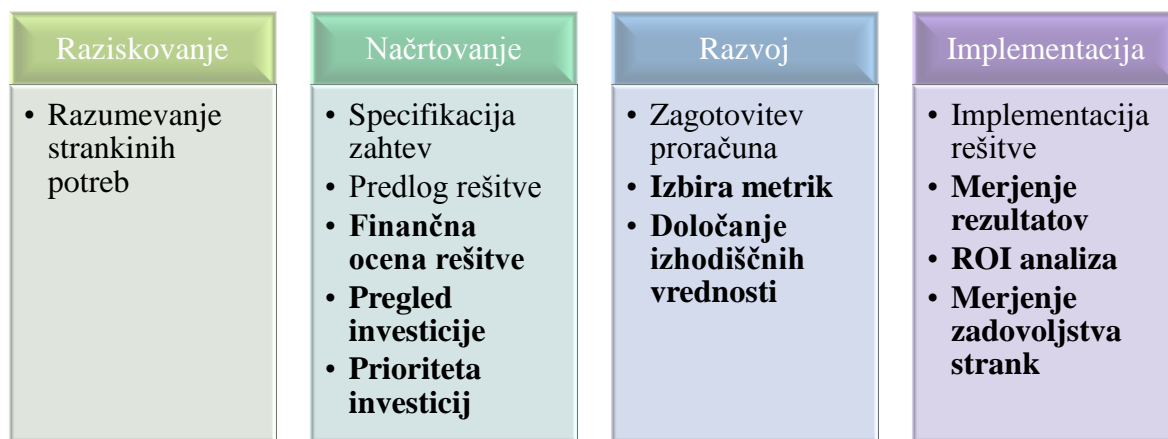 Raziskovanje
• Razumevanje
strankinih
potreb
Načrtovanje
• Specifikacija
zahtev
• Predlog rešitve
• Finančna
ocena rešitve
• Pregled
investicije
• Prioriteta
investicij
Razvoj
• Zagotovitev
proračuna
• Izbira metrik
• Določanje
izhodiščnih
vrednosti
Implementacija
• Implementacija
rešitve
• Merjenje
rezultatov
• ROI analiza
• Merjenje
zadovoljstva
strank